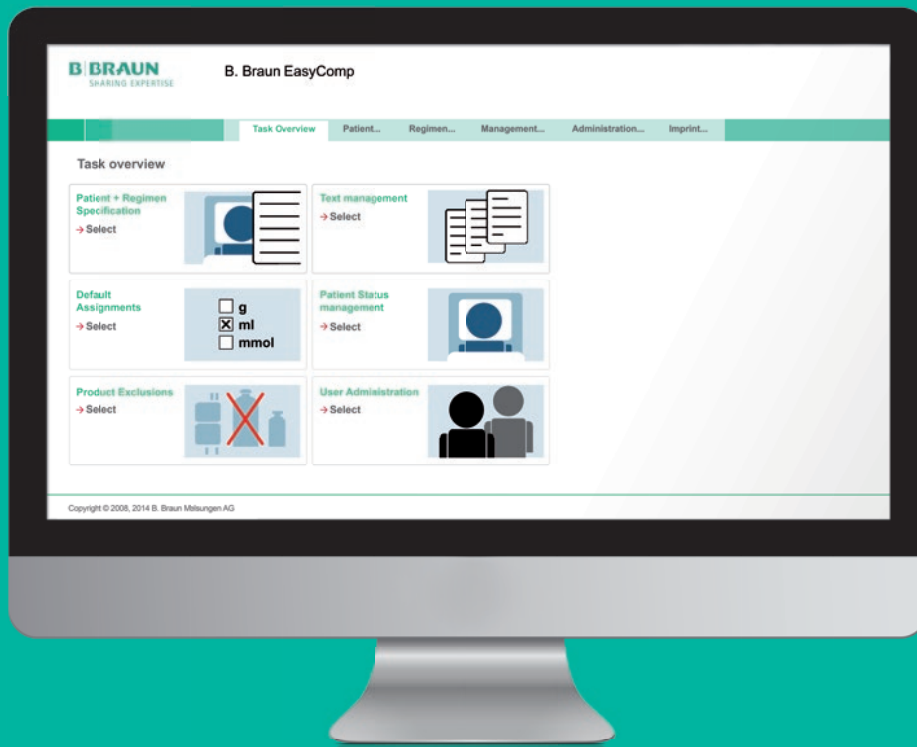 B|BRAUN
SHARING EXPERTISE
B. Braun EasyComp
Task Overview
Patient...
Regimen...
Management...
Administration...
Imprint...
Task overview
Patient + Regimen
Specification
→ Select
Text management
→ Select
Default
Assignments
→ Select
g
ml
mmol
Patient Status
management
→ Select
Product Exclusions
→ Select
User Administration
→ Select
Copyright © 2008, 2014 B. Braun Melsungen AG